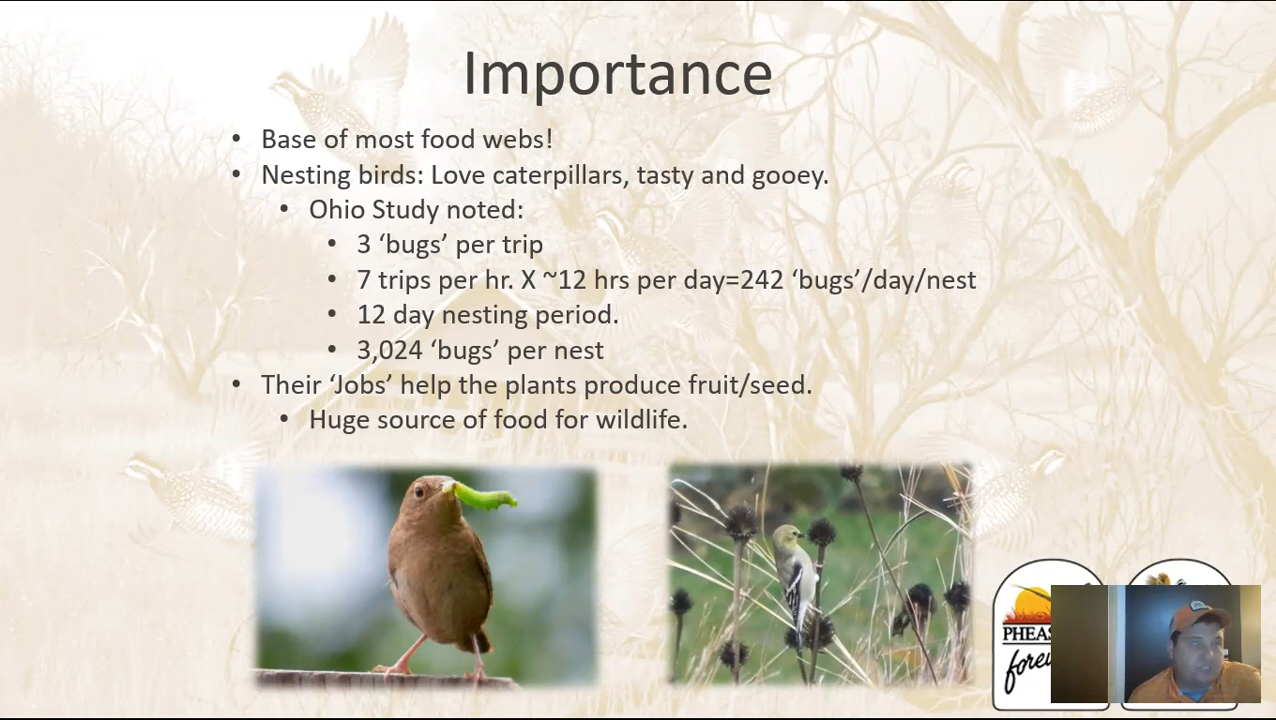 Importance
• Base of most food webs!
• Nesting birds: Love caterpillars, tasty and gooey.
• Ohio Study noted:
• 3 ‘bugs’ per trip
• 7 trips per hr. X ~12 hrs per day=242 ‘bugs’/day/nest
• 12 day nesting period.
• 3,024 ‘bugs’ per nest
• Their ‘Jobs’ help the plants produce fruit/seed.
• Huge source of food for wildlife.